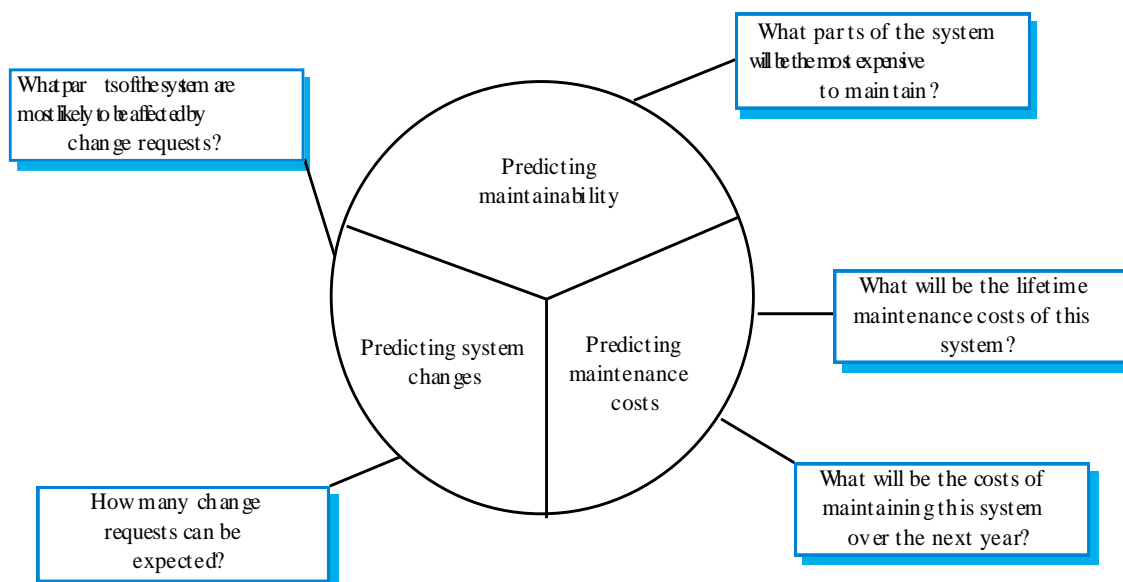 What parts of the system
will be the most expensive
to maintain?
What parts of the system are
most likely to be affected by
change requests?
Predicting
maintainability
What will be the lifetime
maintenance costs of this
system?
Predicting system
changes
Predicting
maintenance
costs
How many change
requests can be
expected?
What will be the costs of
maintaining this system
over the next year?